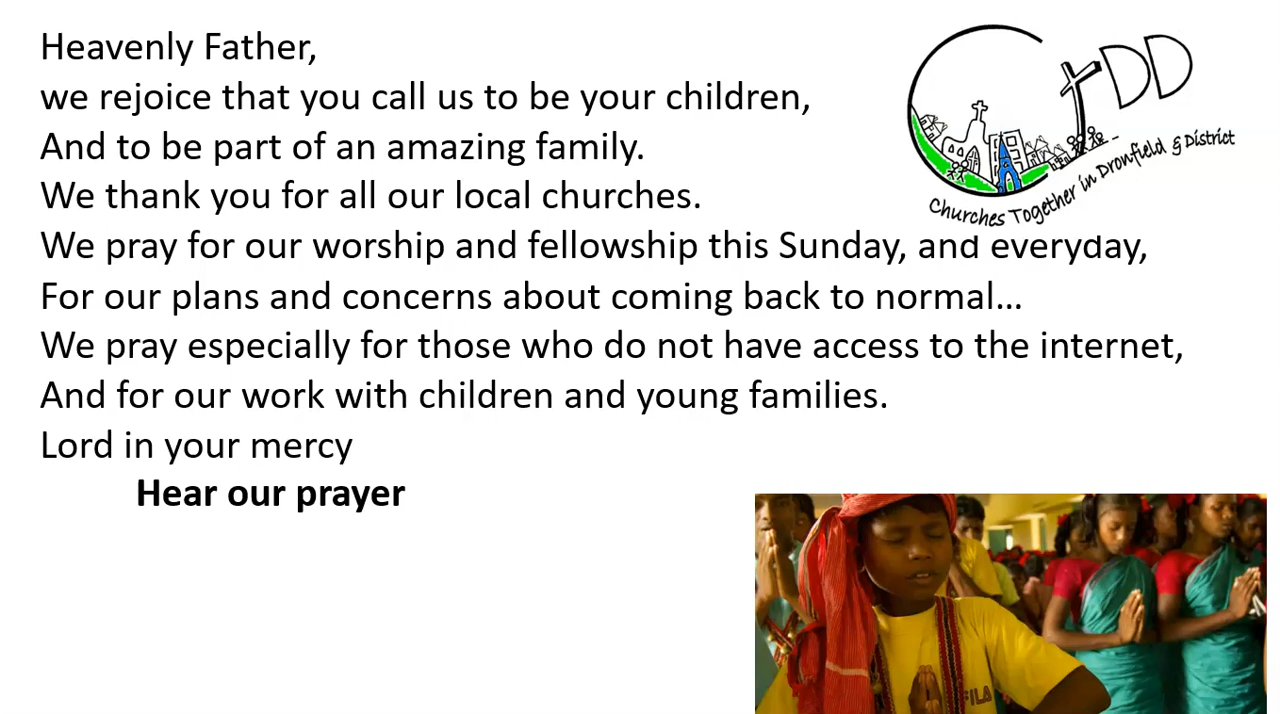 Heavenly Father,
we rejoice that you call us to be your children,
And to be part of an amazing family.
We thank you for all our local churches.
We pray for our worship and fellowship this Sunday, and everyday,
For our plans and concerns about coming back to normal…
We pray especially for those who do not have access to the internet,
And for our work with children and young families.
Lord in your mercy
Hear our prayer
CTDD
Churches Together in Dronfield & District
FILA